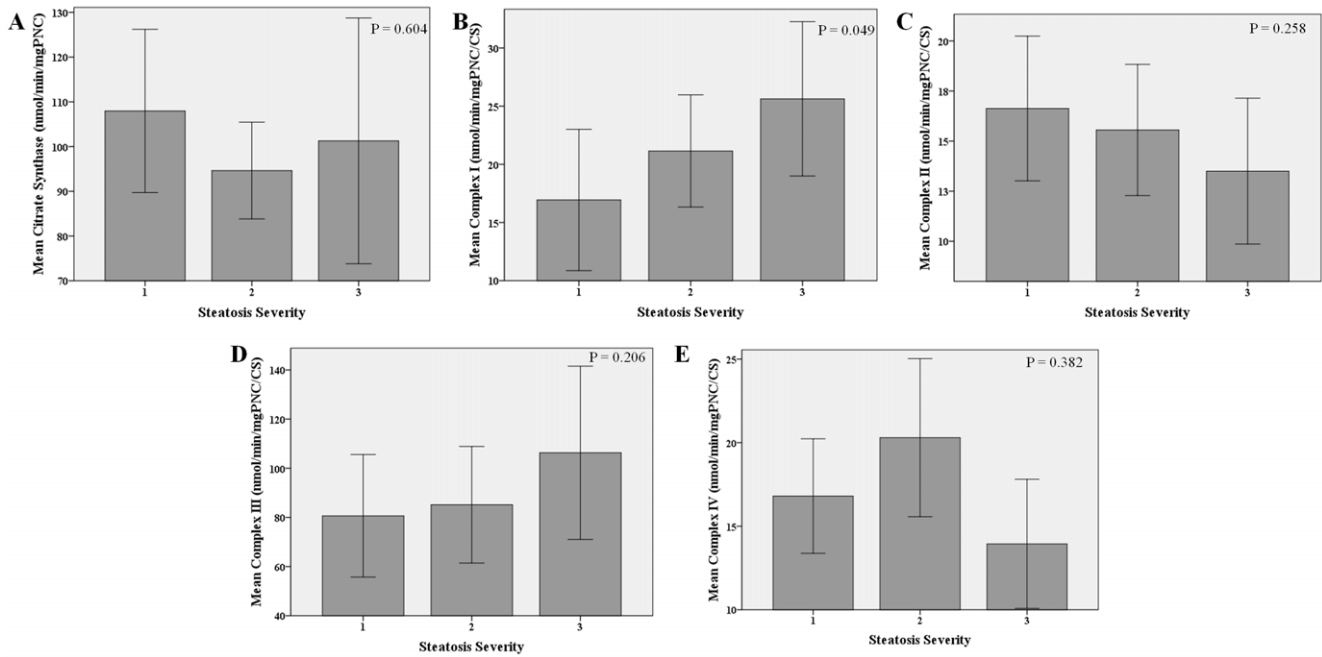 A
Mean Citrate Synthase (umol/min/mgPNC)
130
120
110
100
90
80
70
P = 0.604
1 2 3
Steatosis Severity
B
Mean Complex I (nmol/min/mgPNC/CS)
30
25
20
15
10
P = 0.049
1 2 3
Steatosis Severity
C
Mean Complex II (nmol/min/mgPNC/CS)
20
18
15
13
10
P = 0.258
1 2 3
Steatosis Severity
D
Mean Complex III (nmol/min/mgPNC/CS)
140
120
100
80
60
40
P = 0.206
1 2 3
Steatosis Severity
E
Mean Complex IV (nmol/min/mgPNC/CS)
25
20
15
10
P = 0.382
1 2 3
Steatosis Severity